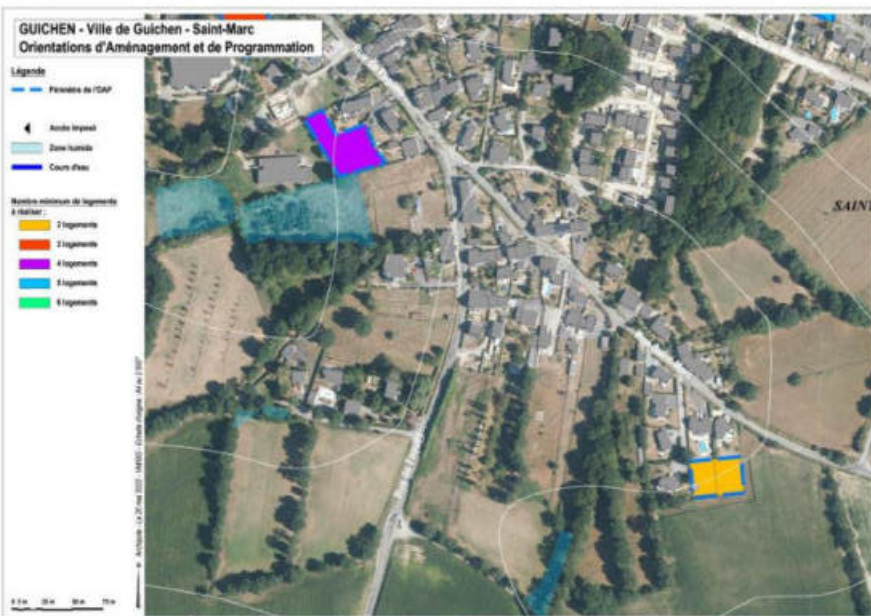 GUICHEN - Ville de Guichen - Saint-Marc
Orientations d'Aménagement et de Programmation
Légende
Périmètre de l'OAP
Accès imposé
Zone humide
Cours d'eau
Nombre minimum de logements
à réaliser :
2 logements
3 logements
4 logements
5 logements
6 logements
SAINT